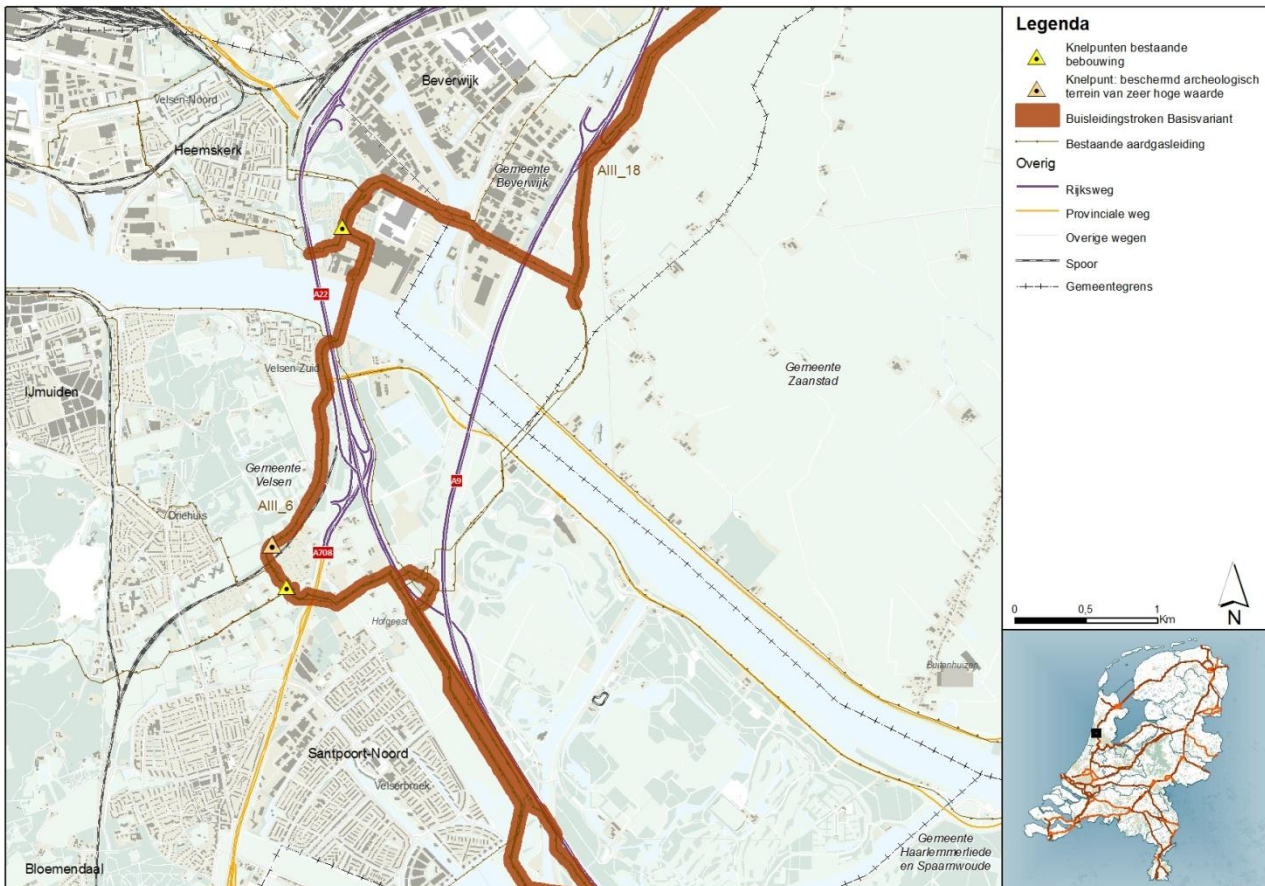 Beverwijk
Velsen-Noord
Heemskerk
Gemeente
Beverwijk
AIII_18
A22
IJmuiden
Velsen-Zuid
Gemeente
Zaanstad
Gemeente
Velsen
A9
AIII_6
Driehuis
A708
Hofgeest
Buitenhuizen
Santpoort-Noord
Velserbroek
Gemeente
Haarlemmerliede
en Spaarnwoude
Bloemendaal
Legenda
Knelpunten bestaande
bebouwing
Knelpunt: beschermd archeologisch
terrein van zeer hoge waarde
Buisleidingstroken Basisvariant
Bestaande aardgasleiding
Overig
Rijksweg
Provinciale weg
Overige wegen
Spoor
Gemeentegrens
N
0 0,5 1
Km